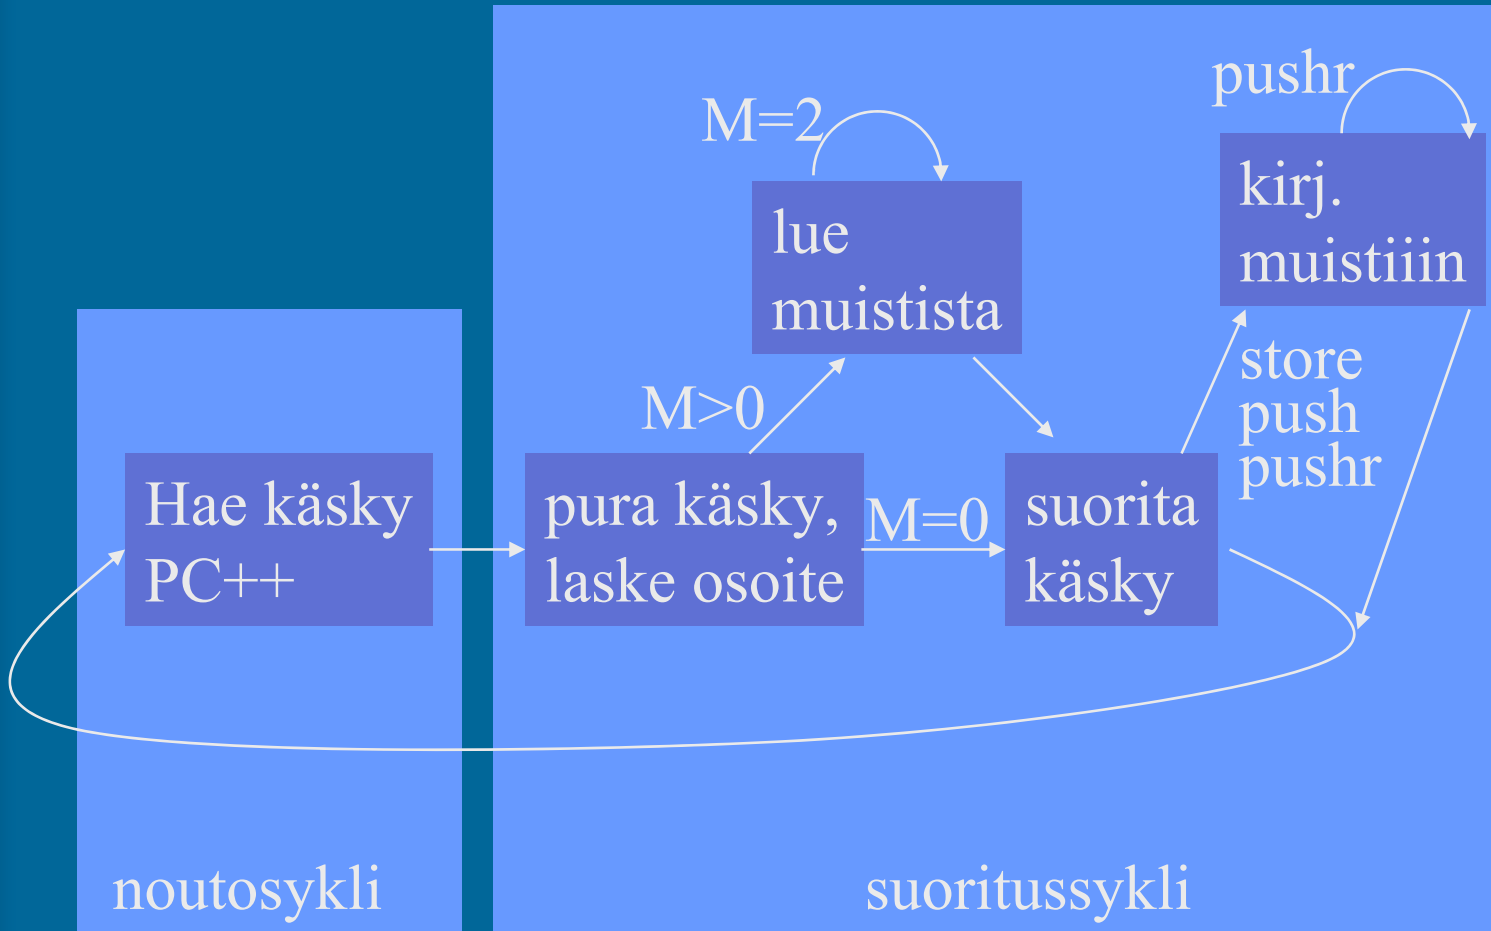 pushr
M=2
kirj.
muistiiin
lue
muistista
store
push
pushr
M>0
Hae käsky
PC++
pura käsky,
laske osoite
M=0
suorita
käsky
noutosykli
suoritussykli